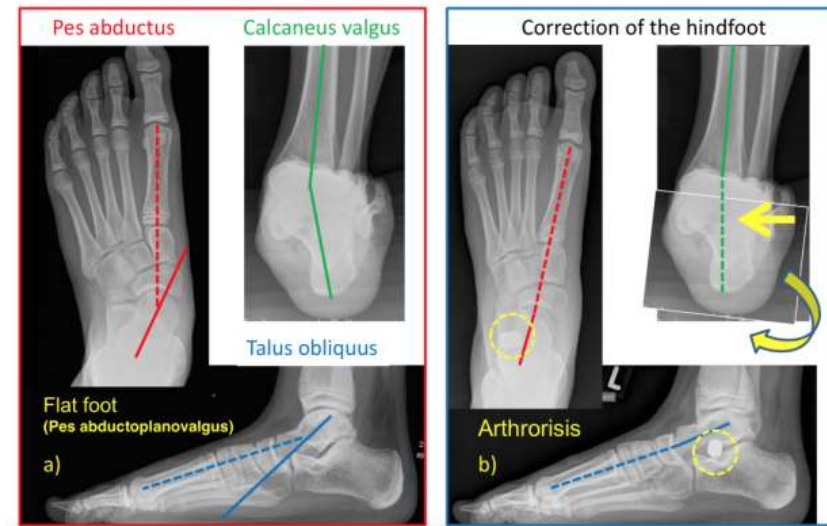 Pes abductus
Calcaneus valgus
Talus obliquus
Flat foot
(Pes abductoplanovalgus)
a)
Correction of the hindfoot
L
Arthrorisis
b)